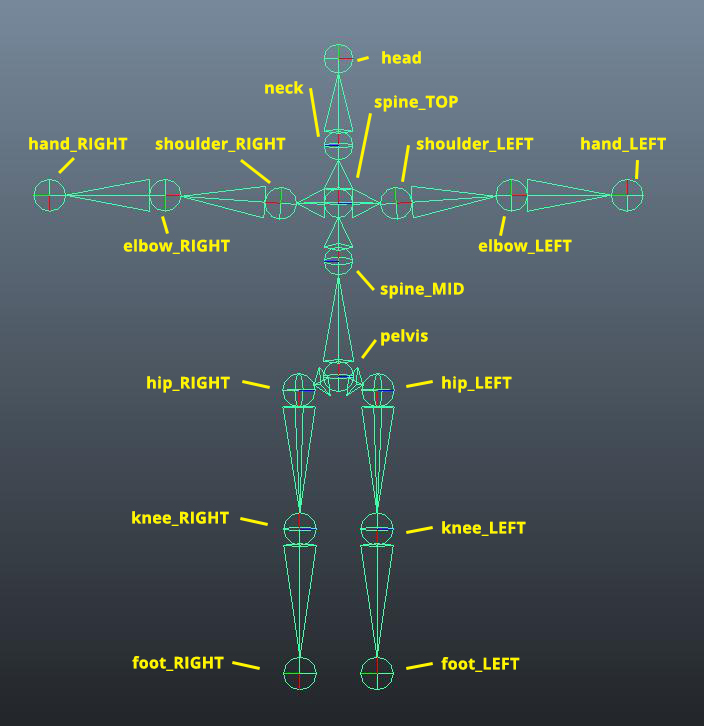 head
neck
spine_TOP
hand_RIGHT
shoulder_RIGHT
shoulder_LEFT
hand_LEFT
elbow_RIGHT
elbow_LEFT
spine_MID
pelvis
hip_RIGHT
hip_LEFT
knee_RIGHT
knee_LEFT
foot_RIGHT
foot_LEFT